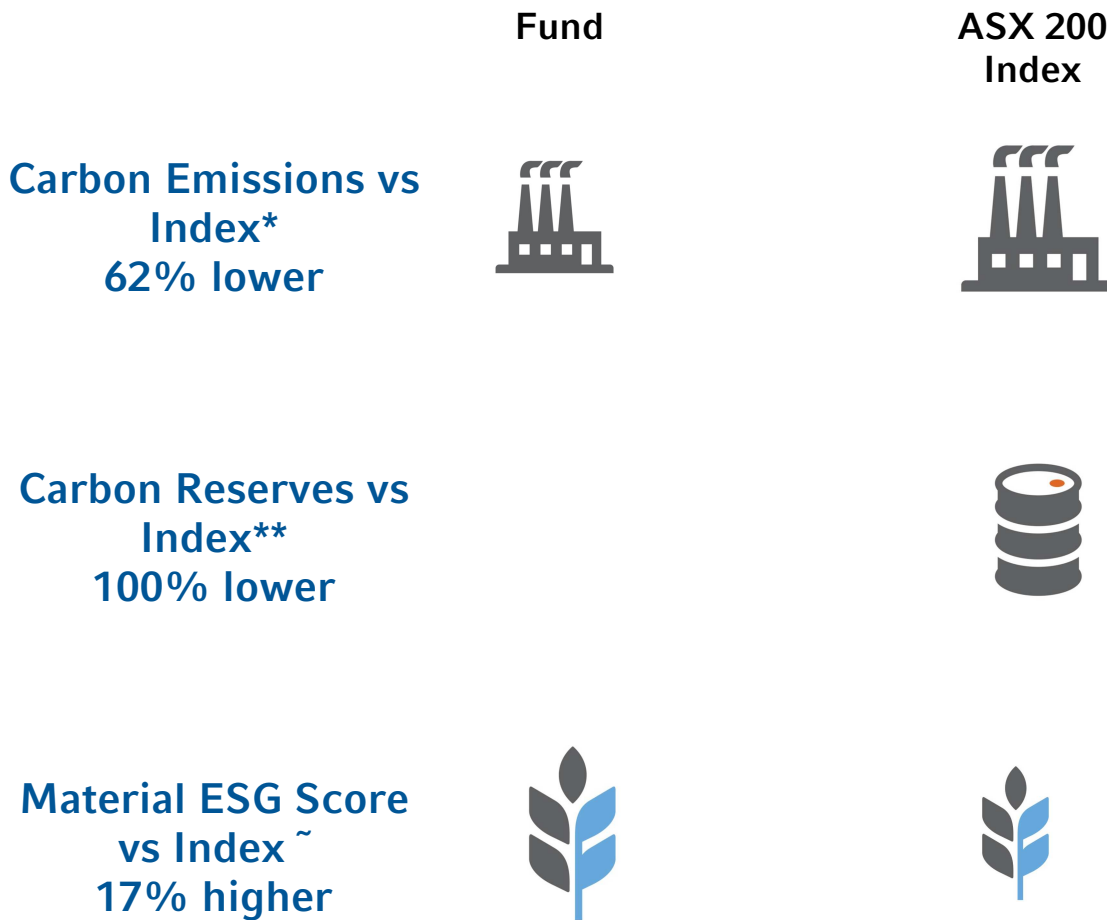 Fund
ASX 200
Index
Carbon Emissions vs
Index*
62% lower
Carbon Reserves vs
Index**
100% lower
Material ESG Score
vs Index ˜
17% higher